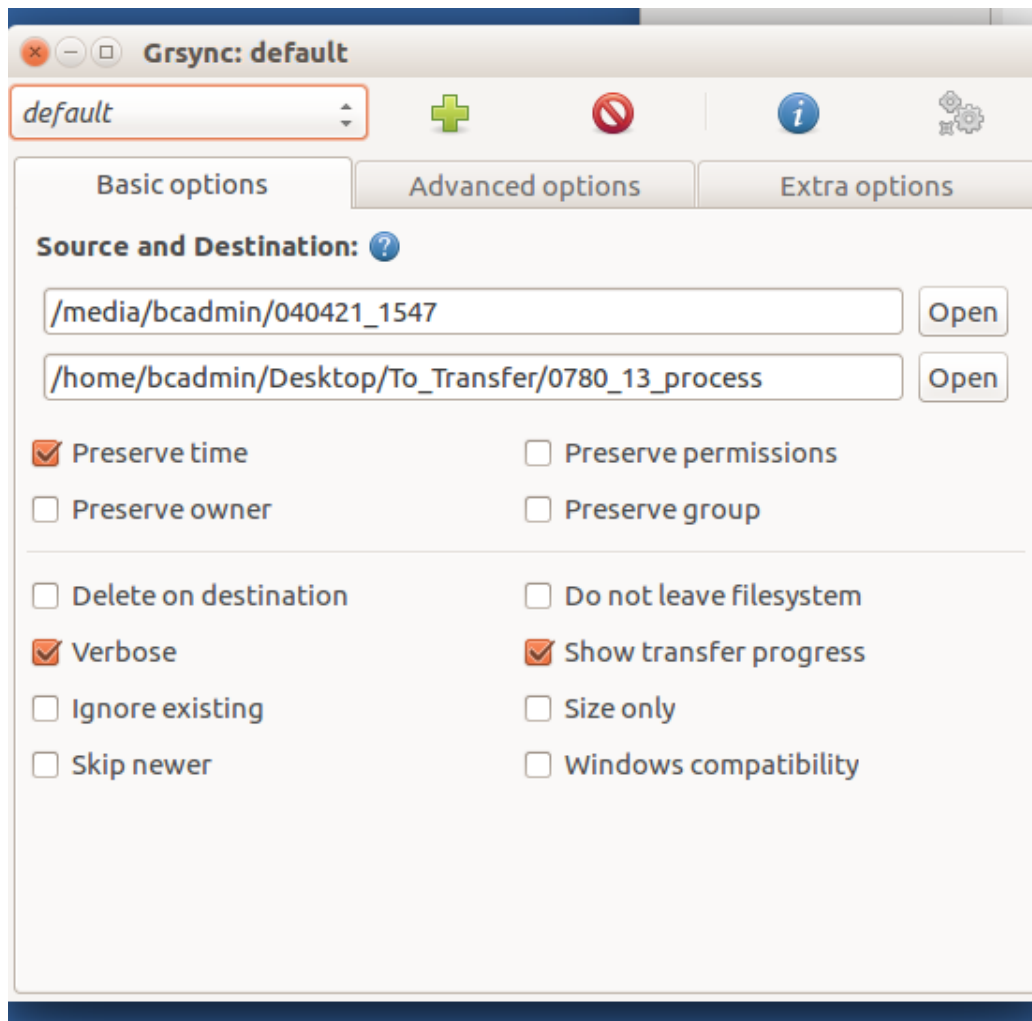 Grsync: default
default
Basic options Advanced options Extra options
Source and Destination:
/media/bcadmin/040421_1547 Open
/home/bcadmin/Desktop/To_Transfer/0780_13_process Open
Preserve time Preserve permissions
Preserve owner Preserve group
Delete on destination Do not leave filesystem
Verbose Show transfer progress
Ignore existing Size only
Skip newer Windows compatibility